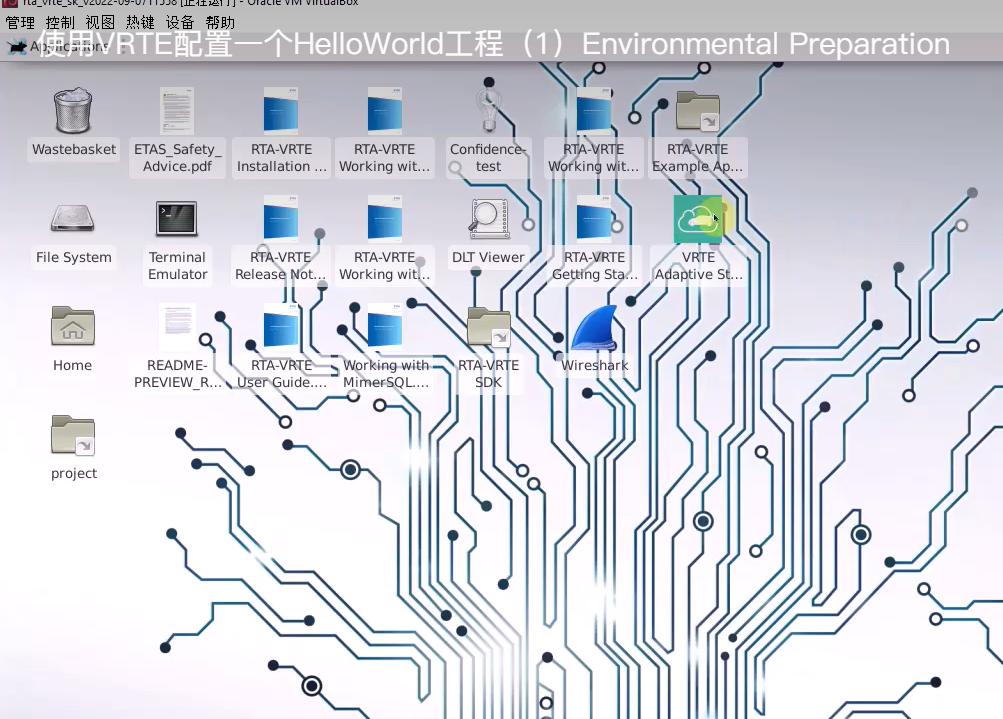 [正在运行] - Oracle VM VirtualBox
管理 控制 视图 热键 设备 帮助
Applications
使用VRTE配置一个HelloWorld工程（1）Environmental Preparation
Wastebasket
ETAS_Safety_
Advice.pdf
RTA-VRTE
Installation ...
RTA-VRTE
Working wit...
Confidence-
test
RTA-VRTE
Working wit...
RTA-VRTE
Example Ap...
File System
Terminal
Emulator
RTA-VRTE
Release Not...
RTA-VRTE
Working wit...
DLT Viewer
RTA-VRTE
Getting Sta...
VRTE
Adaptive St...
Home
README-
PREVIEW_R...
RTA-VRTE
User Guide....
Working with
MimerSQL....
RTA-VRTE
SDK
Wireshark
project